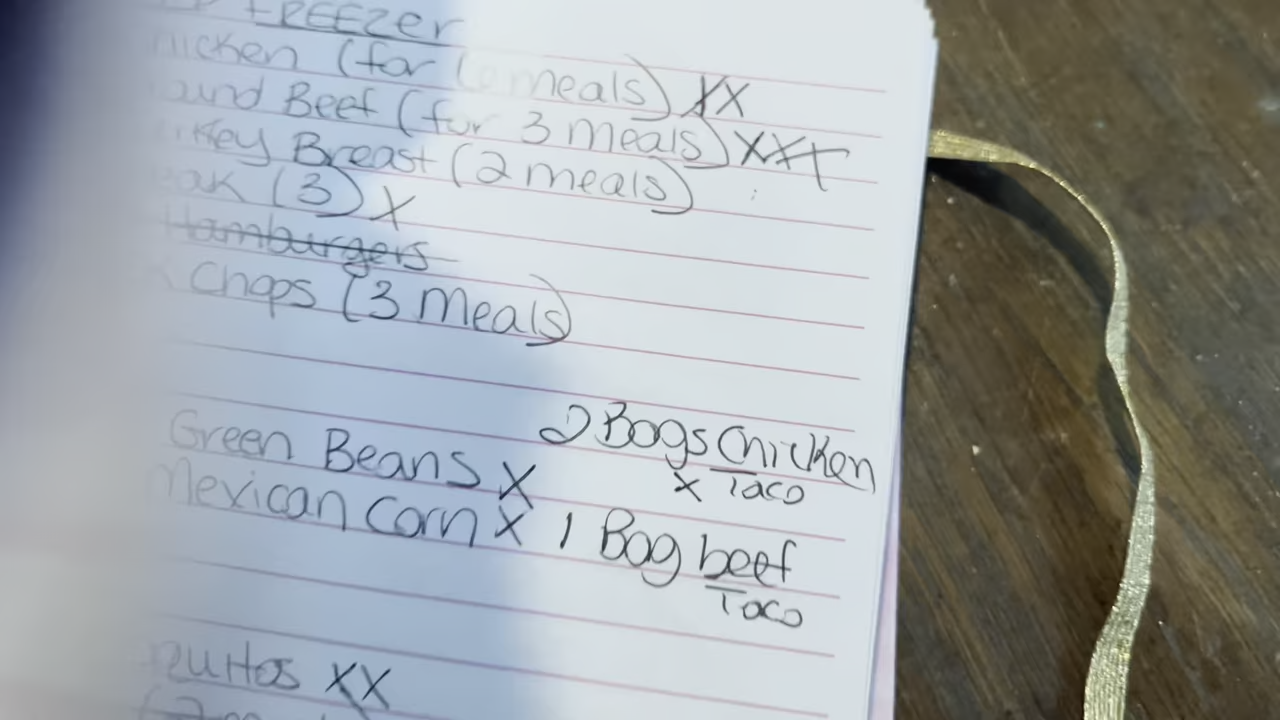 FREEZER
Chicken (for 6 meals) XX
Ground Beef (for 3 meals) XXX
Turkey Breast (2 meals)
Steak (3) X
Hamburgers
Chops (3 Meals)
2 Bags Chicken
Green Beans X
X Taco
Mexican Corn X 1 Bag beef
Taco
XX